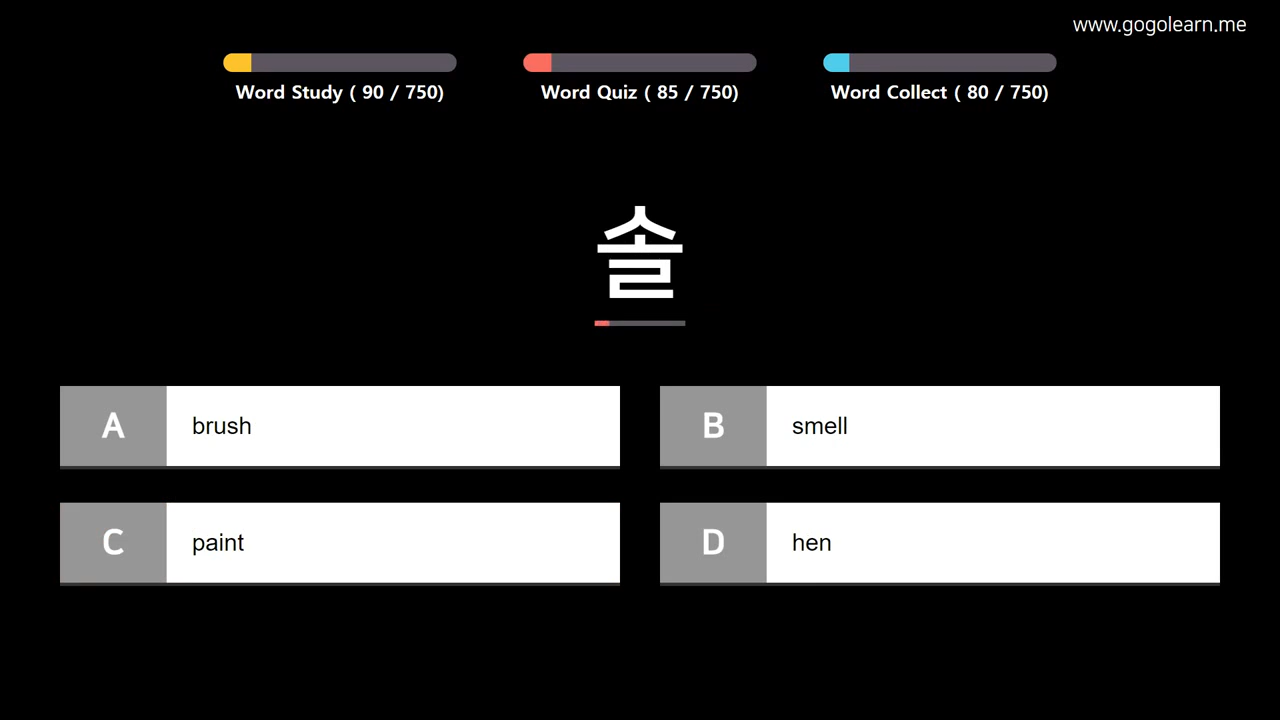 www.gogolearn.me
Word Study ( 90 / 750)
Word Quiz ( 85 / 750)
Word Collect ( 80 / 750)
솔
A brush
B smell
C paint
D hen